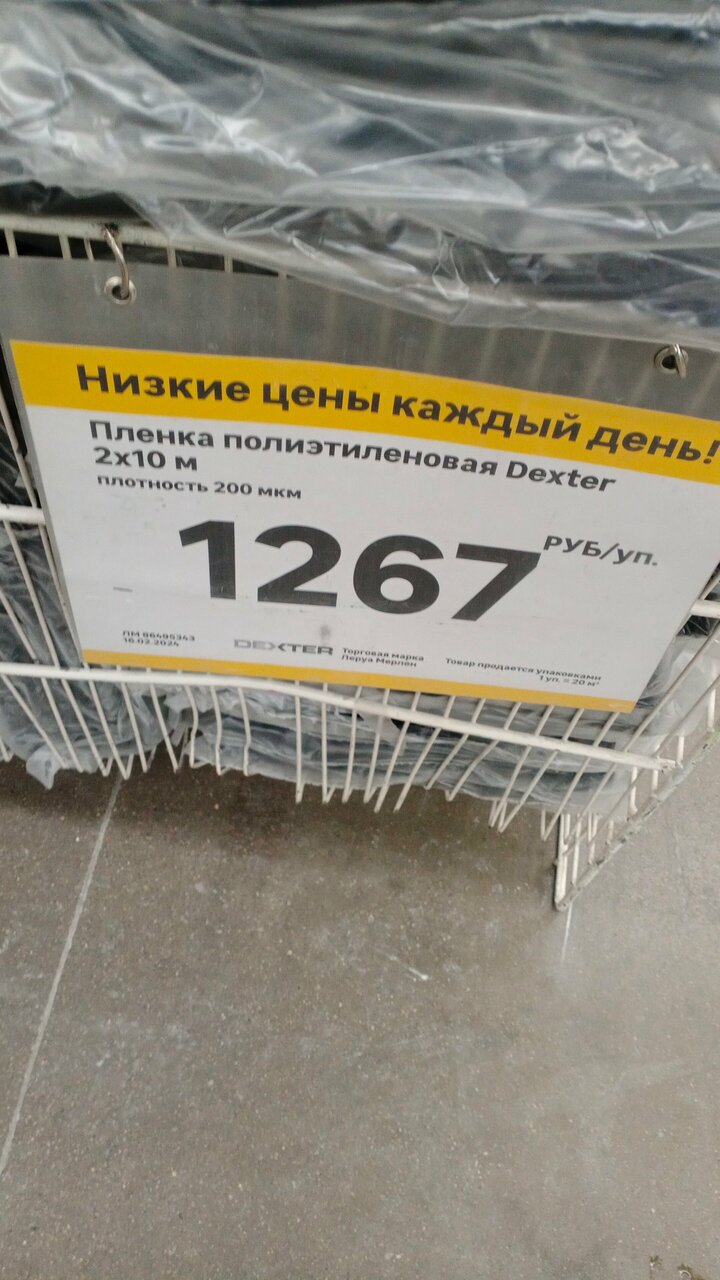 Низкие цены каждый день!
Пленка полиэтиленовая Dexter
2х10 м
плотность 200 мкм
1267 РУБ/уп.
ЛМ 86495343
16.02.2024
DEXTER
Торговая марка
Леруа Мерлен
Товар продается упаковками
1 уп. = 20 м²